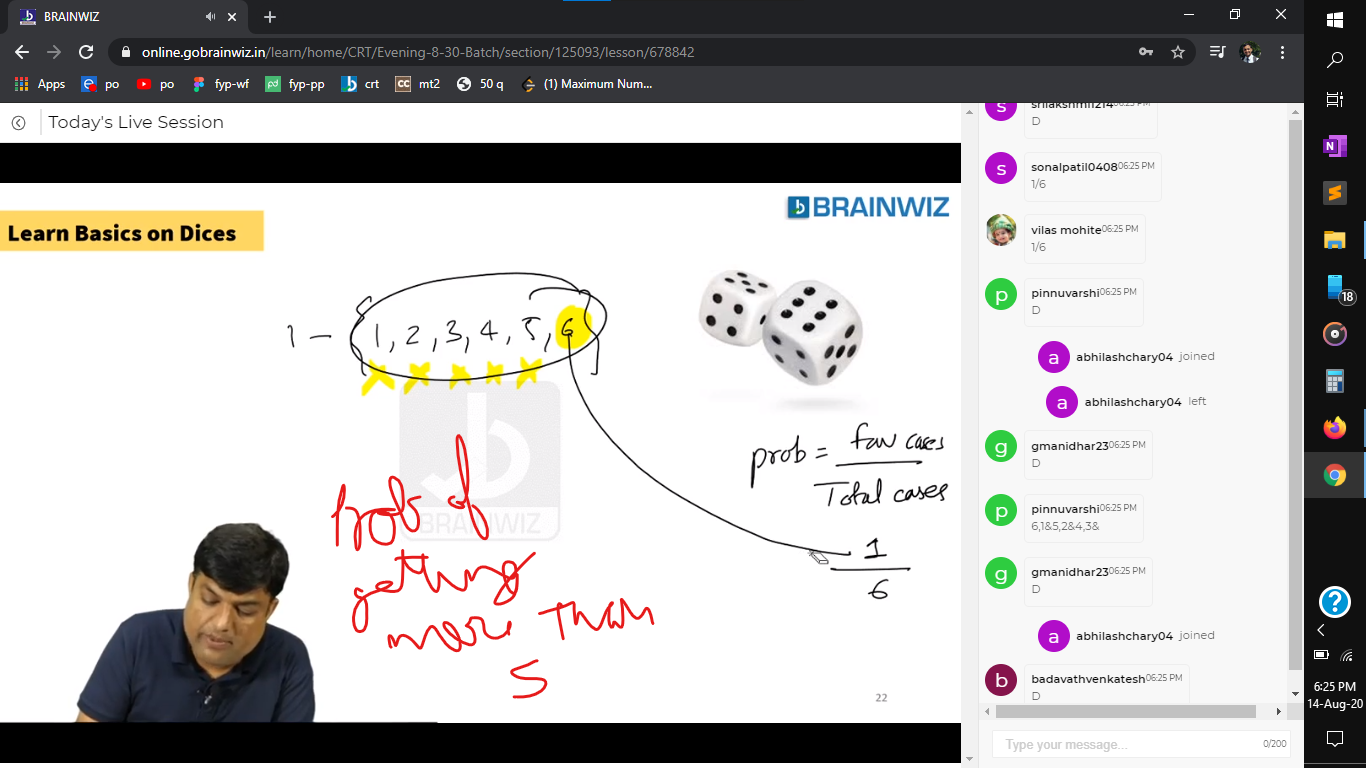 BRAINWIZ
online.gobrainwiz.in/learn/home/CRT/Evening-8-30-Batch/section/125093/lesson/678842
Apps po po fyp-wf fyp-pp crt CC mt2 50 q (1) Maximum Num...
Today's Live Session
BRAINWIZ
Learn Basics on Dices
1 - {1, 2, 3, 4, 5, 6}
prob = fav cases
Total cases
1
6
BRAINWIZ
prob of
getting
more than
5
22
srilakshmi1214 06:25 PM
D
s
sonalpatil0408 06:25 PM
1/6
vilas mohite 06:25 PM
1/6
p
pinnuvarshi 06:25 PM
D
a
abhilashchary04 joined
a
abhilashchary04 left
g
gmanidhar23 06:25 PM
D
p
pinnuvarshi 06:25 PM
6,1&5,2&4,3&
g
gmanidhar23 06:25 PM
D
a
abhilashchary04 joined
b
badavathvenkatesh 06:25 PM
D
Type your message...
0/200
N
18
?
6:25 PM
14-Aug-20